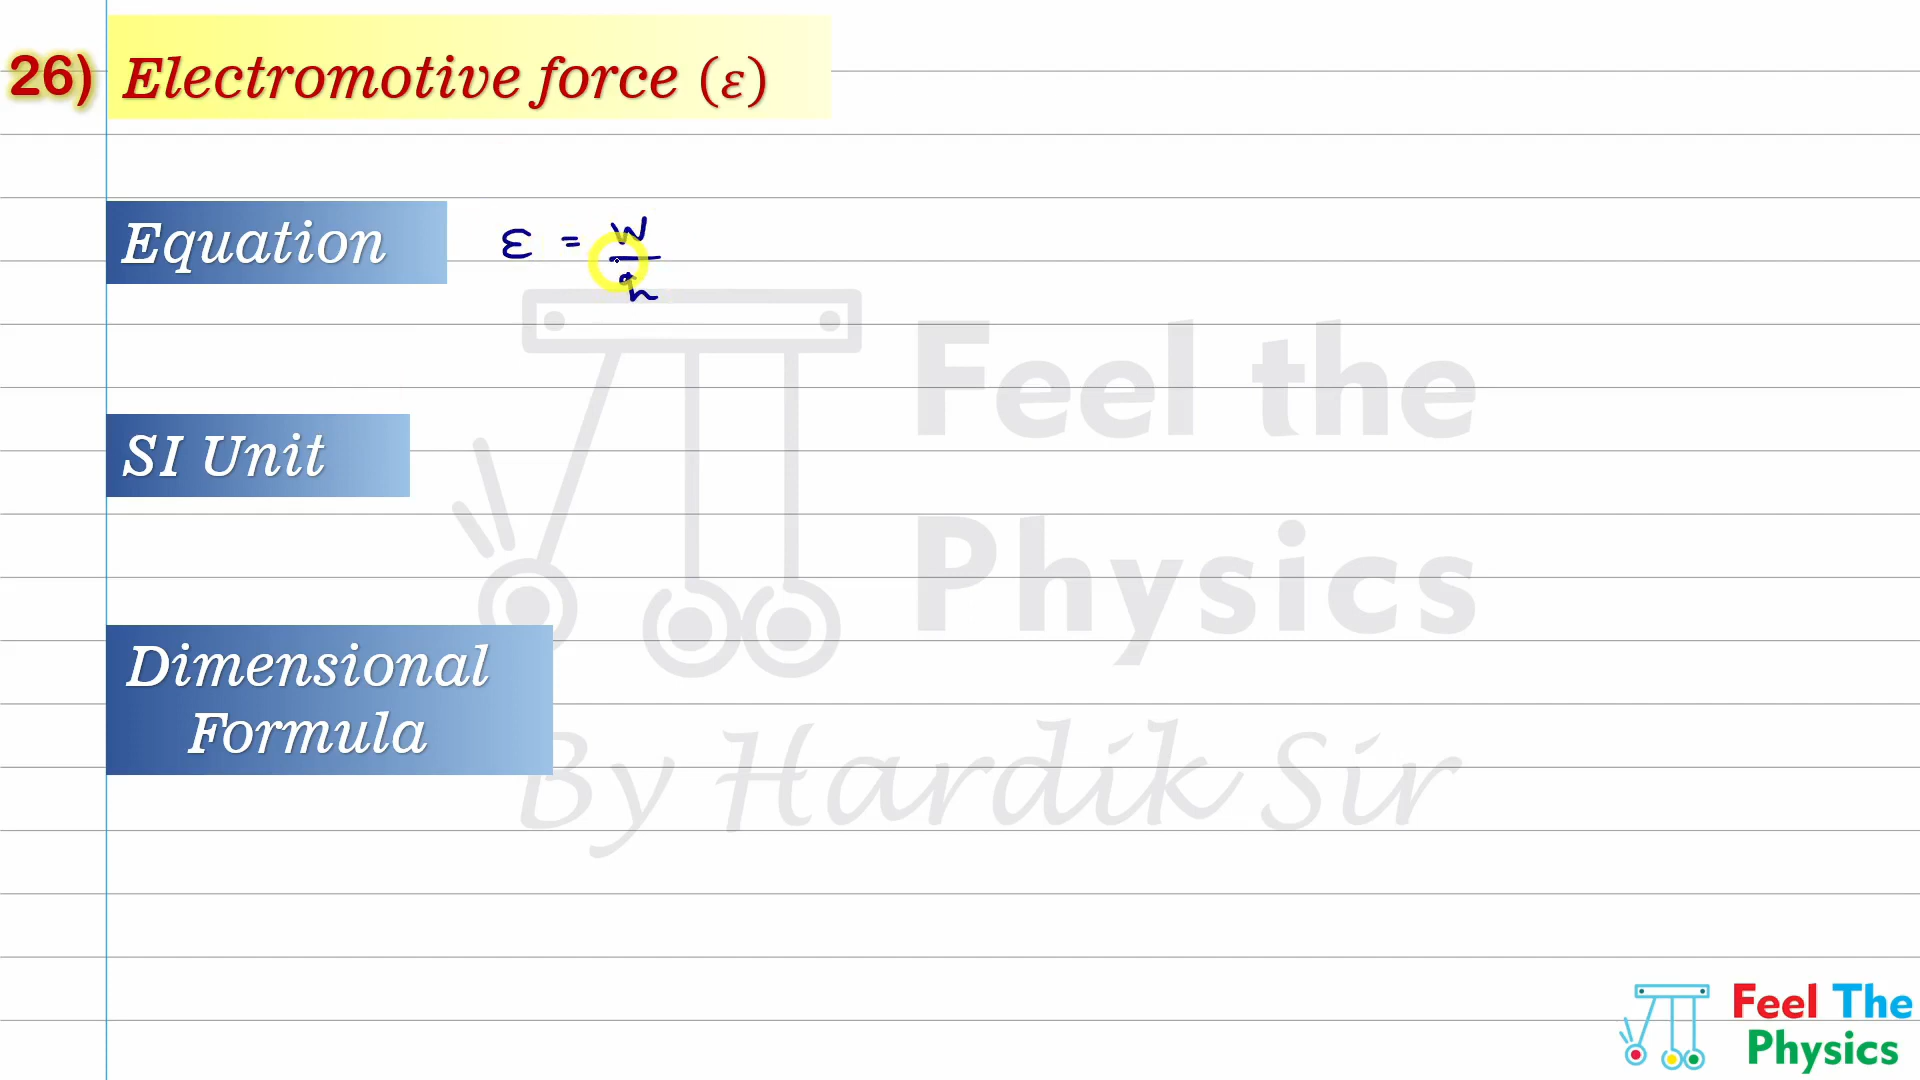 26) Electromotive force (ε)
Equation ε = W/q
SI Unit
Dimensional
Formula
Feel the
Physics
By Hardik Sir
Feel The
Physics